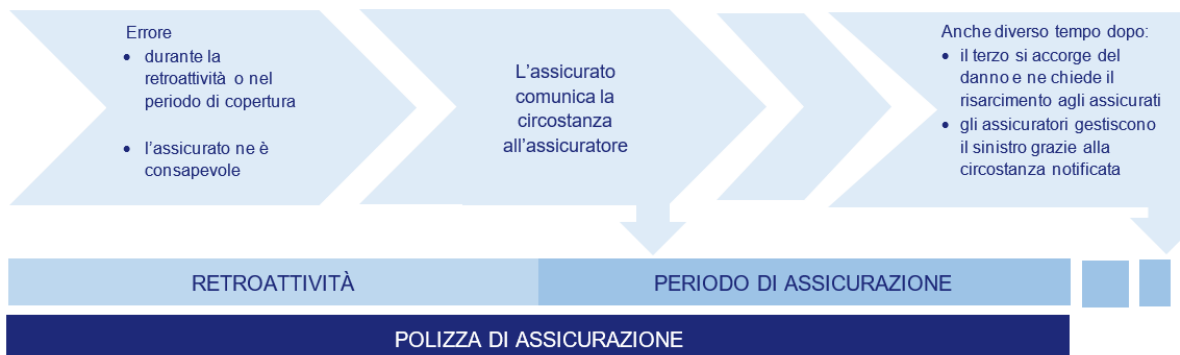 Errore
• durante la
retroattività o nel
periodo di copertura
• l'assicurato ne è
consapevole
L'assicurato
comunica la
circostanza
all'assicuratore
Anche diverso tempo dopo:
• il terzo si accorge del
danno e ne chiede il
risarcimento agli assicurati
• gli assicuratori gestiscono
il sinistro grazie alla
circostanza notificata
RETROATTIVITÀ
PERIODO DI ASSICURAZIONE
POLIZZA DI ASSICURAZIONE